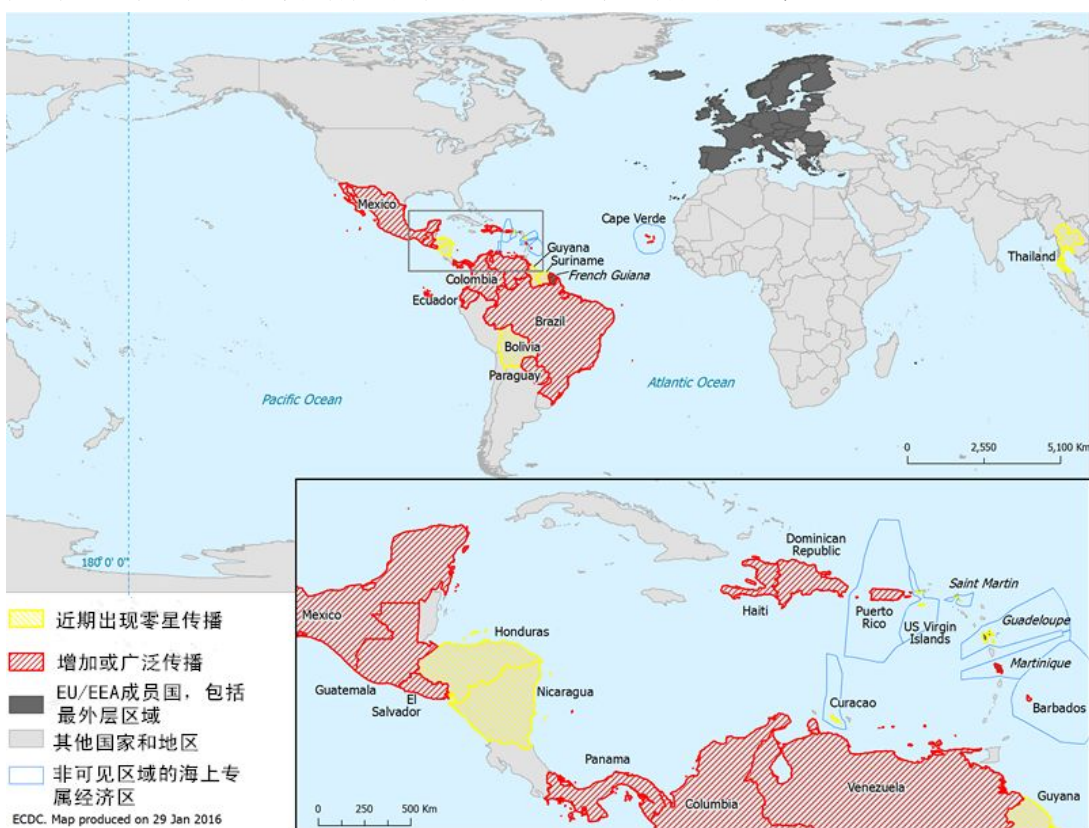 Mexico
Cape Verde
Guyana
Suriname
French Guiana
Thailand
Colombia
Ecuador
Brazil
Bolivia
Paraguay
Pacific Ocean
Atlantic Ocean
0 2,550 5,100 Km
180° 0' 0"
Dominican
Republic
Haiti
Puerto
Rico
Saint Martin
US Virgin
Islands
Guadeloupe
Martinique
Barbados
Curacao
Mexico
Honduras
Guatemala
El
Salvador
Nicaragua
Panama
Columbia
Venezuela
Guyana
0 250 500 Km
近期出现零星传播
增加或广泛传播
EU/EEA成员国，包括
最外层区域
其他国家和地区
非可见区域的海上专
属经济区
ECDC. Map produced on 29 Jan 2016